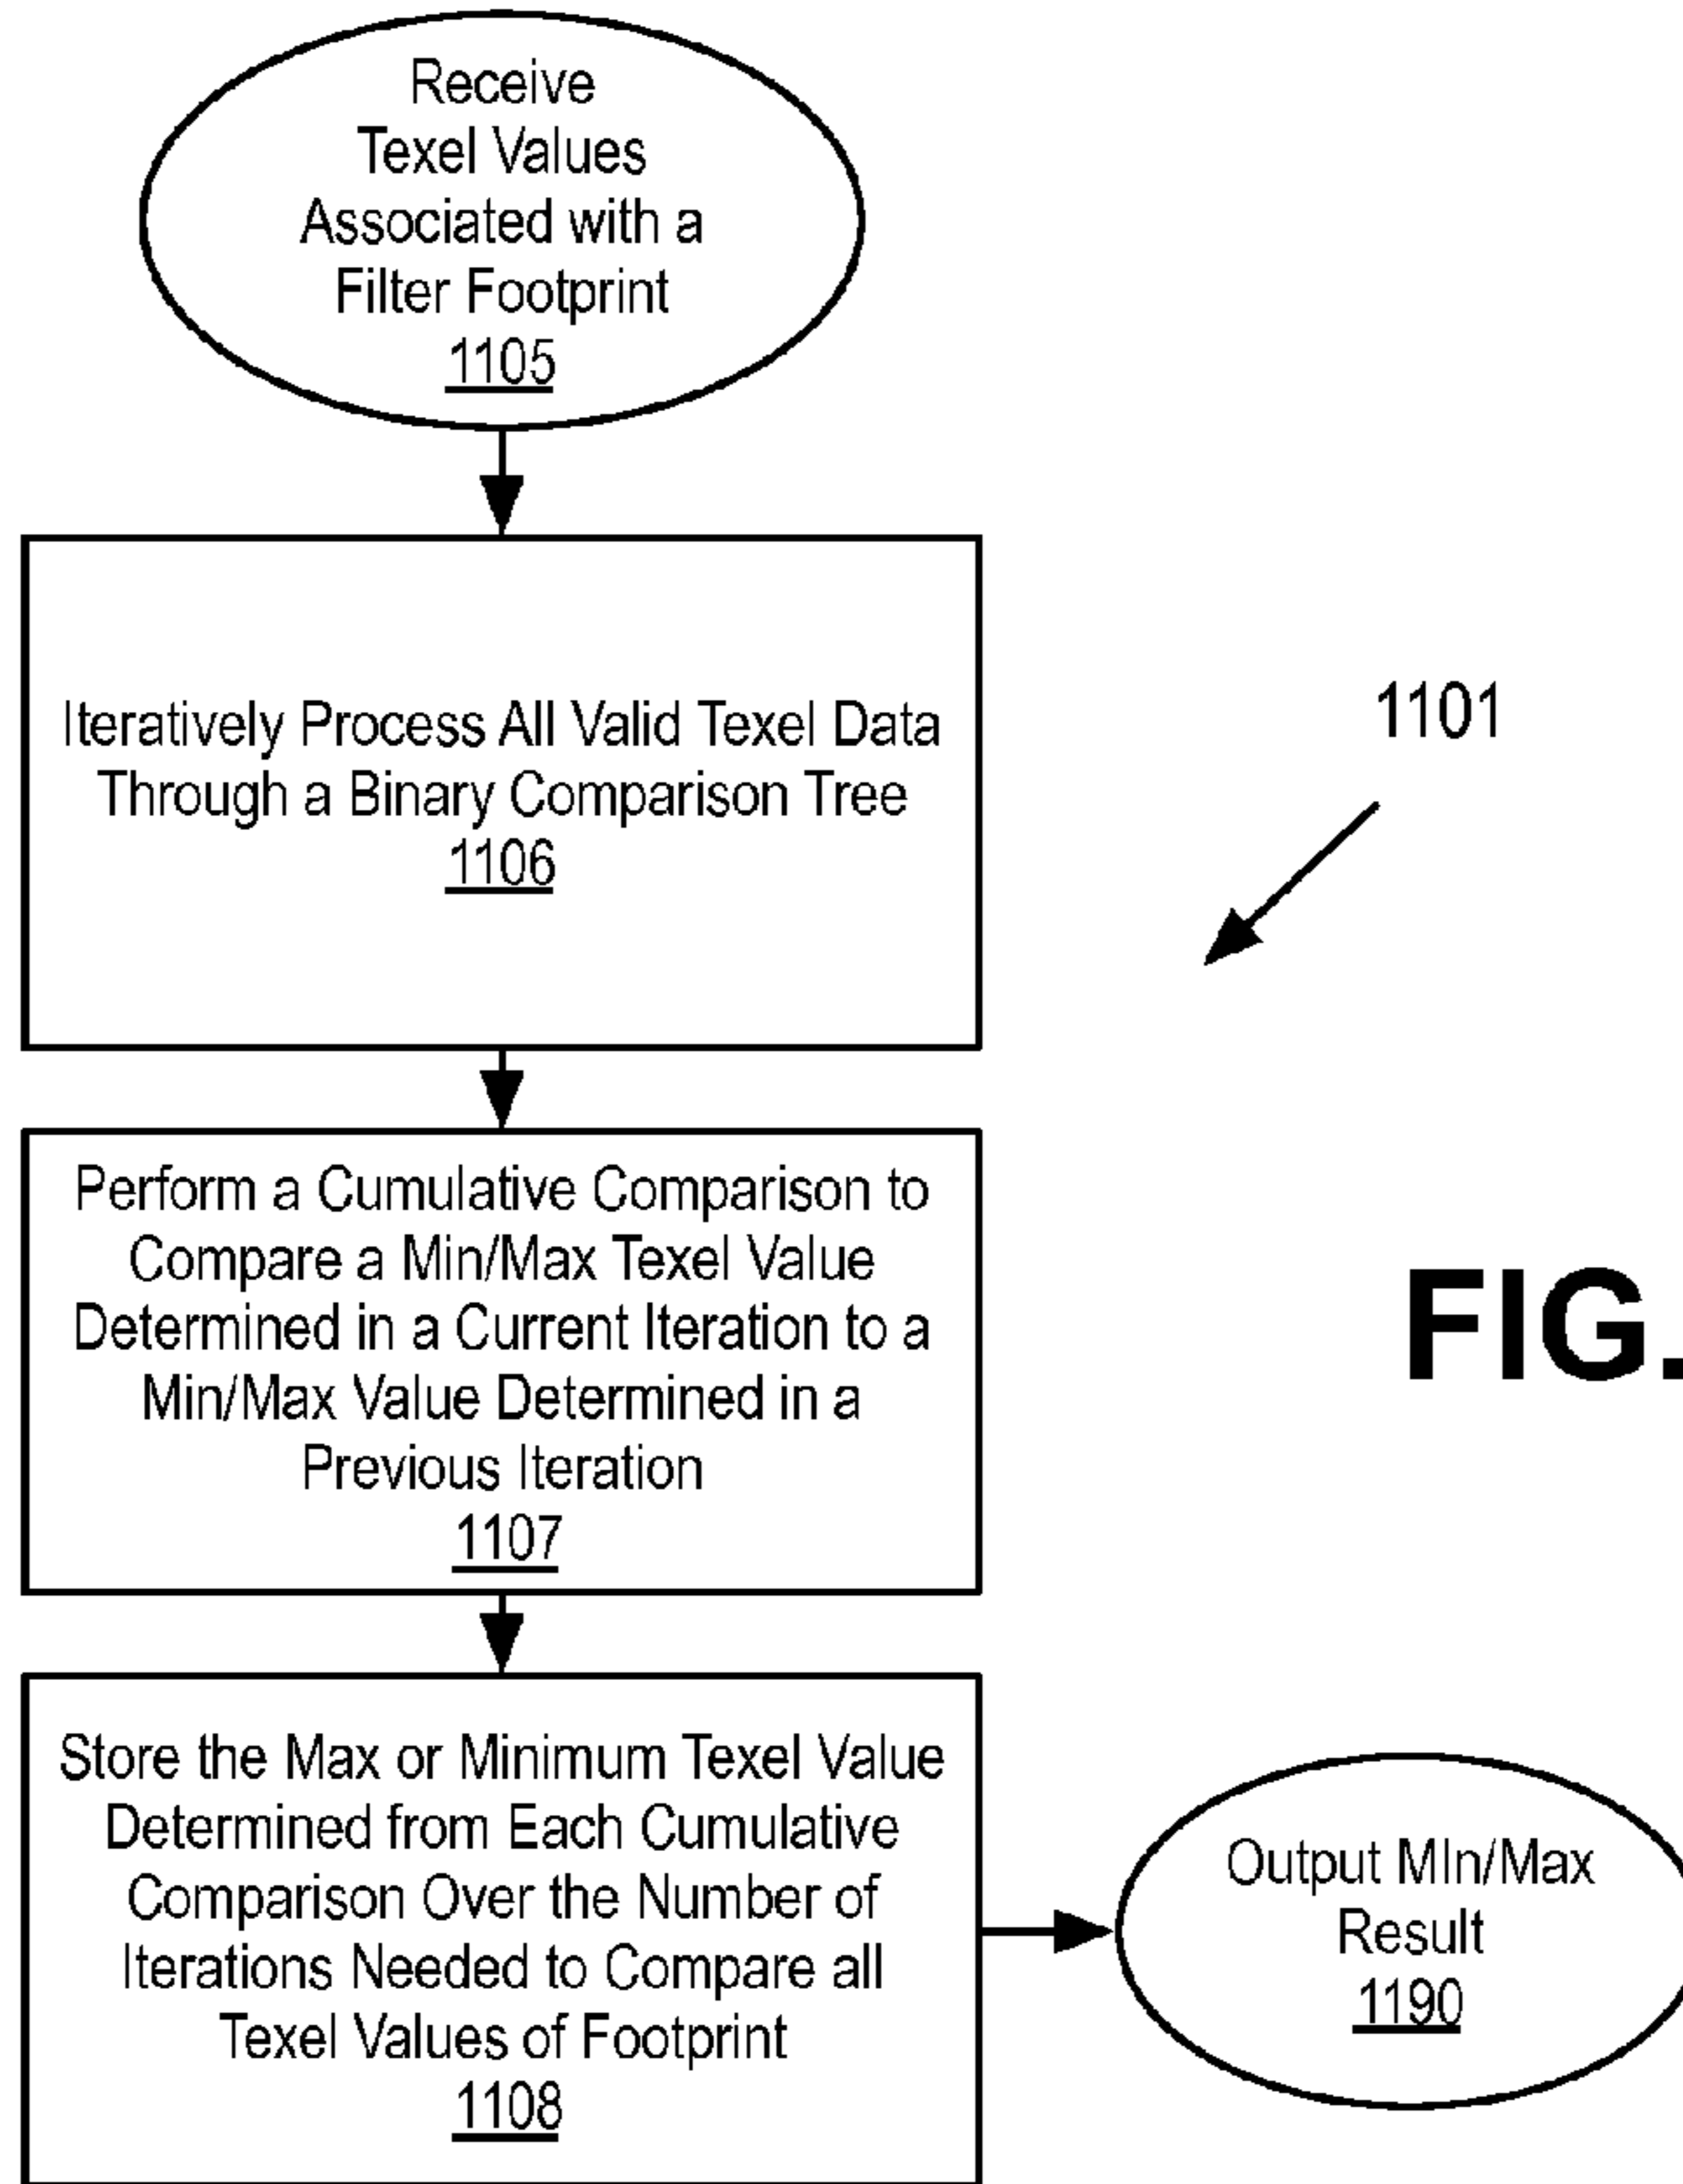 Receive
Texel Values
Associated with a
Filter Footprint
1105
Iteratively Process All Valid Texel Data
Through a Binary Comparison Tree
1106
1101
Perform a Cumulative Comparison to
Compare a Min/Max Texel Value
Determined in a Current Iteration to a
Min/Max Value Determined in a
Previous Iteration
1107
FIG.
Store the Max or Minimum Texel Value
Determined from Each Cumulative
Comparison Over the Number of
Iterations Needed to Compare all
Texel Values of Footprint
1108
Output MIn/Max
Result
1190